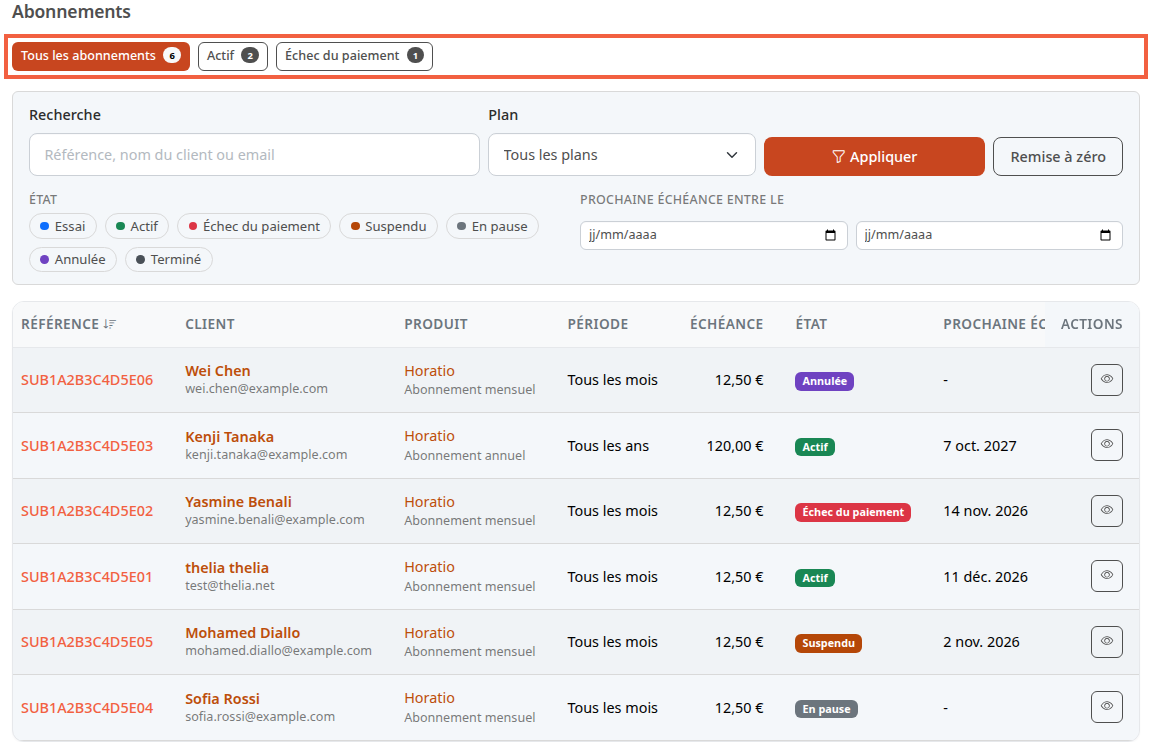 Abonnements
Tous les abonnements 6 Actif 2 Échec du paiement 1
Recherche Plan
Référence, nom du client ou email Tous les plans Appliquer Remise à zéro
ÉTAT PROCHAINE ÉCHÉANCE ENTRE LE
Essai Actif Échec du paiement Suspendu En pause jj/mm/aaaa jj/mm/aaaa
Annulée Terminé
RÉFÉRENCE CLIENT PRODUIT PÉRIODE ÉCHÉANCE ÉTAT PROCHAINE ÉC ACTIONS
Wei Chen Horatio
SUB1A2B3C4D5E06 Tous les mois 12,50 € Annulée -
wei.chen@example.com Abonnement mensuel
Kenji Tanaka Horatio
SUB1A2B3C4D5E03 Tous les ans 120,00 € Actif 7 oct. 2027
kenji.tanaka@example.com Abonnement annuel
Yasmine Benali Horatio
SUB1A2B3C4D5E02 Tous les mois 12,50 € Échec du paiement 14 nov. 2026
yasmine.benali@example.com Abonnement mensuel
thelia thelia Horatio
SUB1A2B3C4D5E01 Tous les mois 12,50 € Actif 11 déc. 2026
test@thelia.net Abonnement mensuel
Mohamed Diallo Horatio
SUB1A2B3C4D5E05 Tous les mois 12,50 € Suspendu 2 nov. 2026
mohamed.diallo@example.com Abonnement mensuel
Sofia Rossi Horatio
SUB1A2B3C4D5E04 Tous les mois 12,50 € En pause -
sofia.rossi@example.com Abonnement mensuel